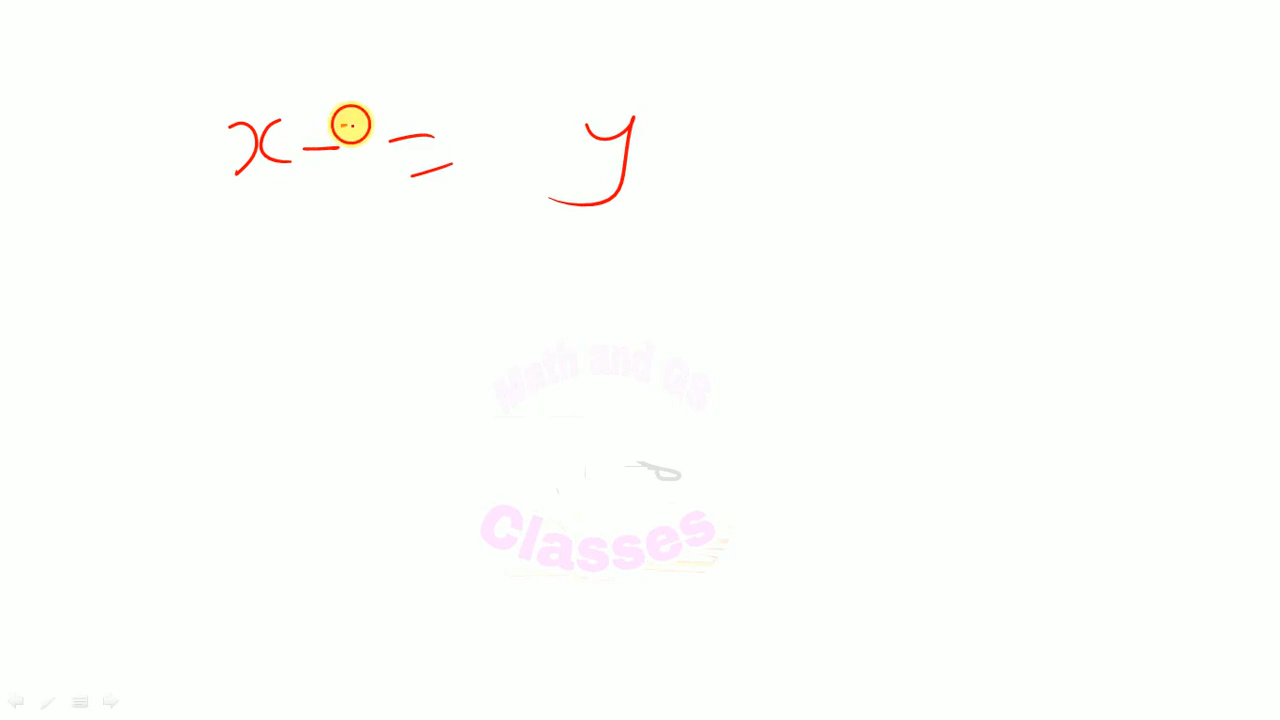 x - = y
Math and QS
Classes